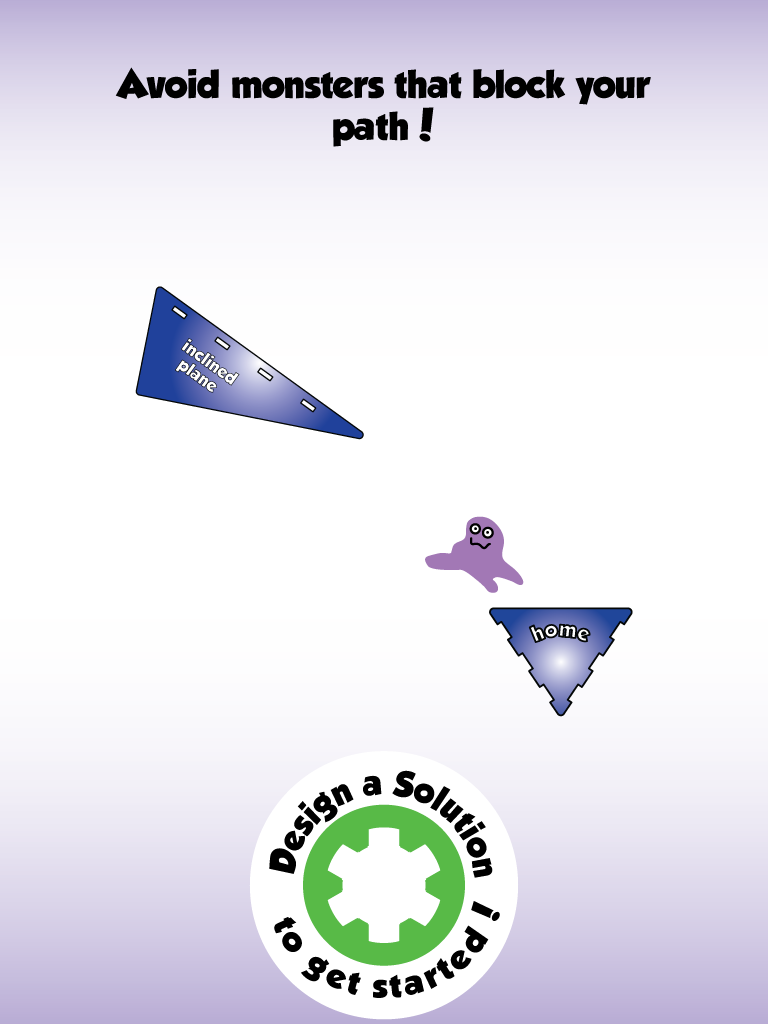 Avoid monsters that block your
path!
inclined
plane
home
Design a Solution
to get started!